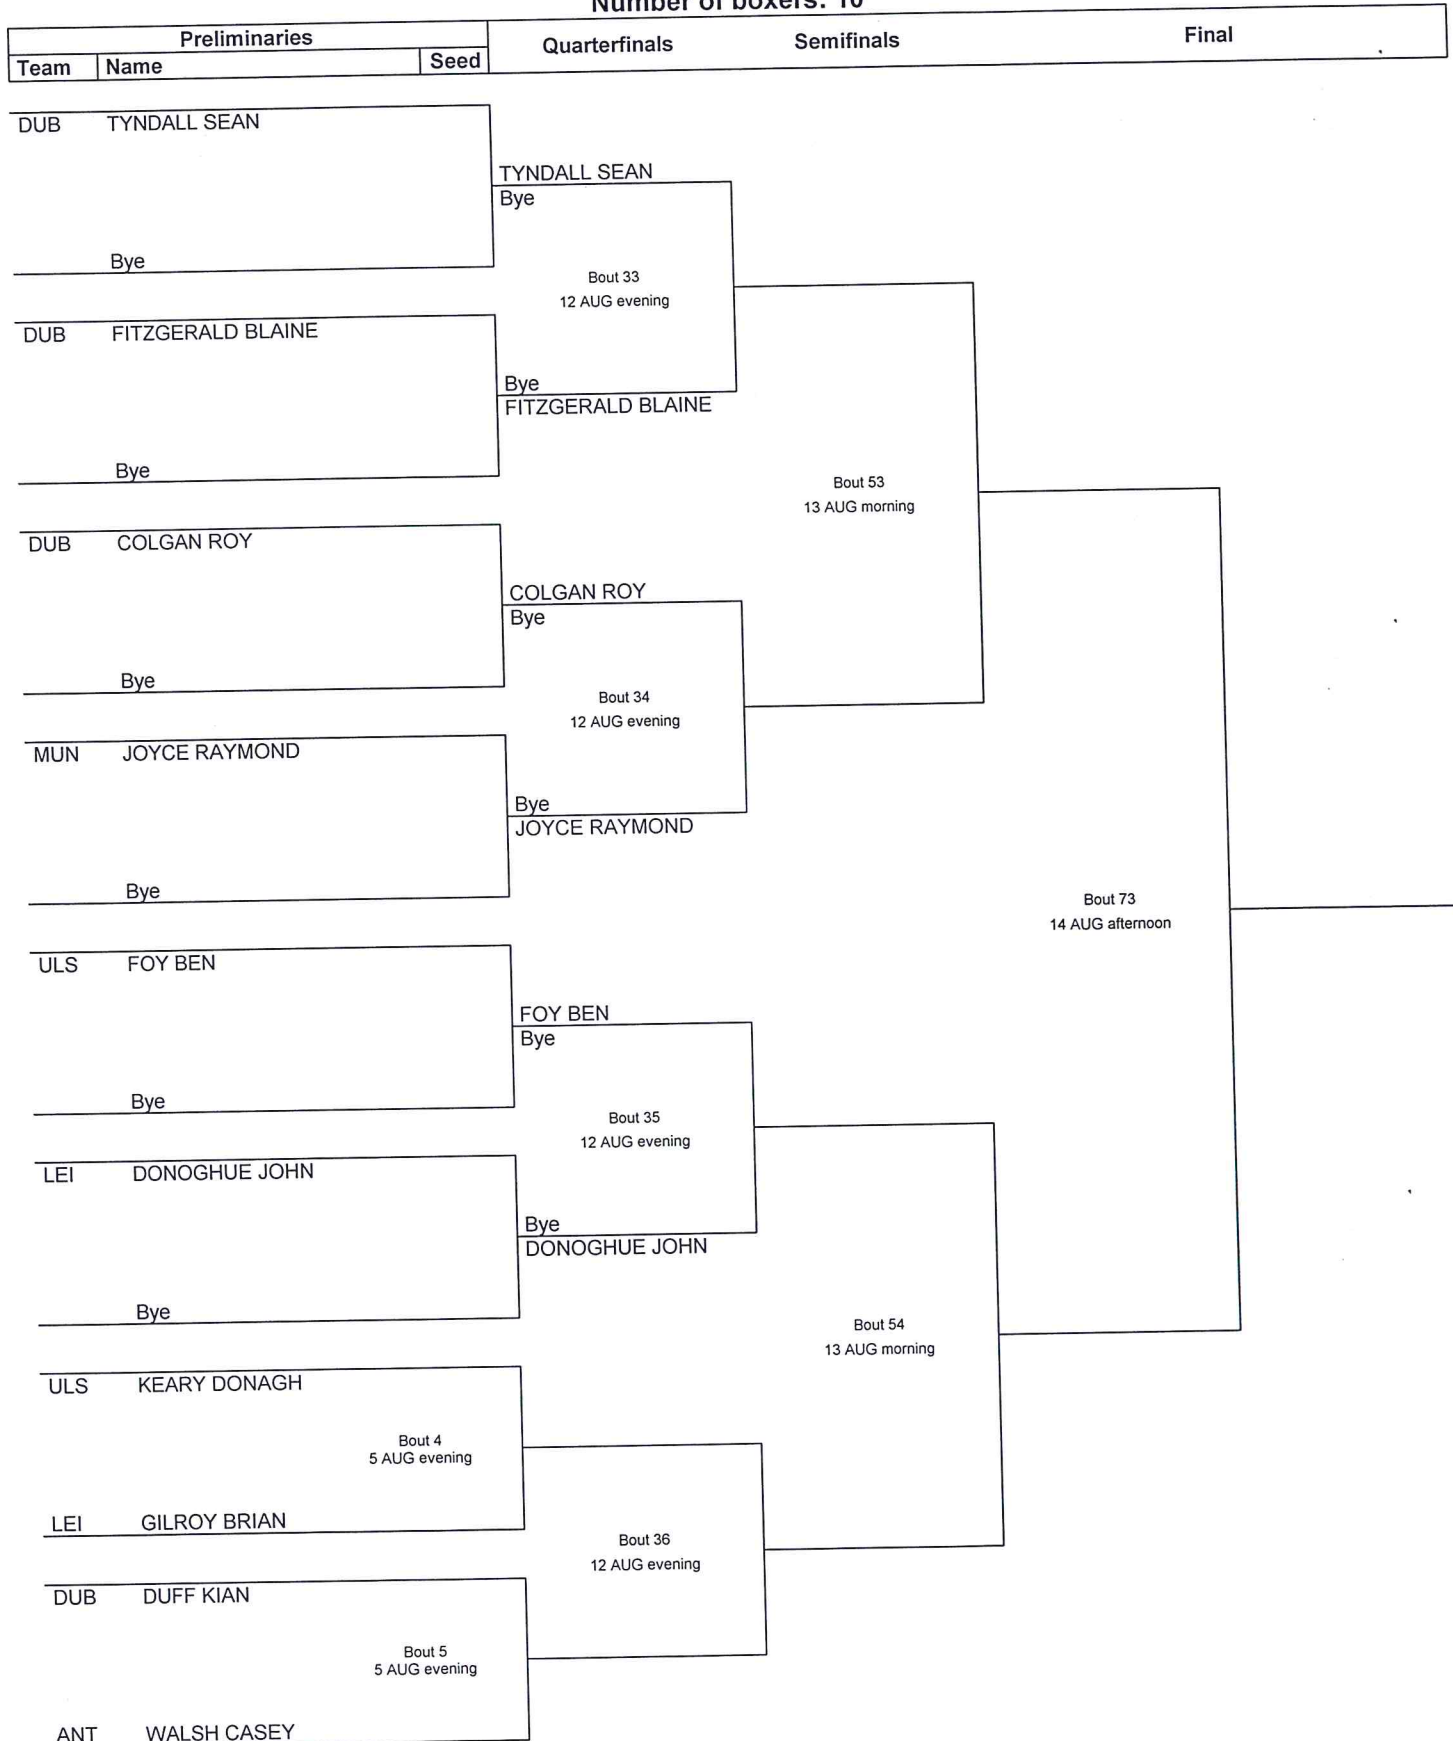 Number of boxers: 10
Preliminaries Quarterfinals Semifinals Final
Team Name Seed
DUB TYNDALL SEAN
TYNDALL SEAN
Bye
Bye
Bout 33
12 AUG evening
DUB FITZGERALD BLAINE
Bye
FITZGERALD BLAINE
Bye
Bout 53
13 AUG morning
DUB COLGAN ROY
COLGAN ROY
Bye
Bye
Bout 34
12 AUG evening
MUN JOYCE RAYMOND
Bye
JOYCE RAYMOND
Bye
Bout 73
14 AUG afternoon
ULS FOY BEN
FOY BEN
Bye
Bye
Bout 35
12 AUG evening
LEI DONOGHUE JOHN
Bye
DONOGHUE JOHN
Bye
Bout 54
13 AUG morning
ULS KEARY DONAGH
Bout 4
5 AUG evening
LEI GILROY BRIAN
Bout 36
12 AUG evening
DUB DUFF KIAN
Bout 5
5 AUG evening
ANT WALSH CASEY